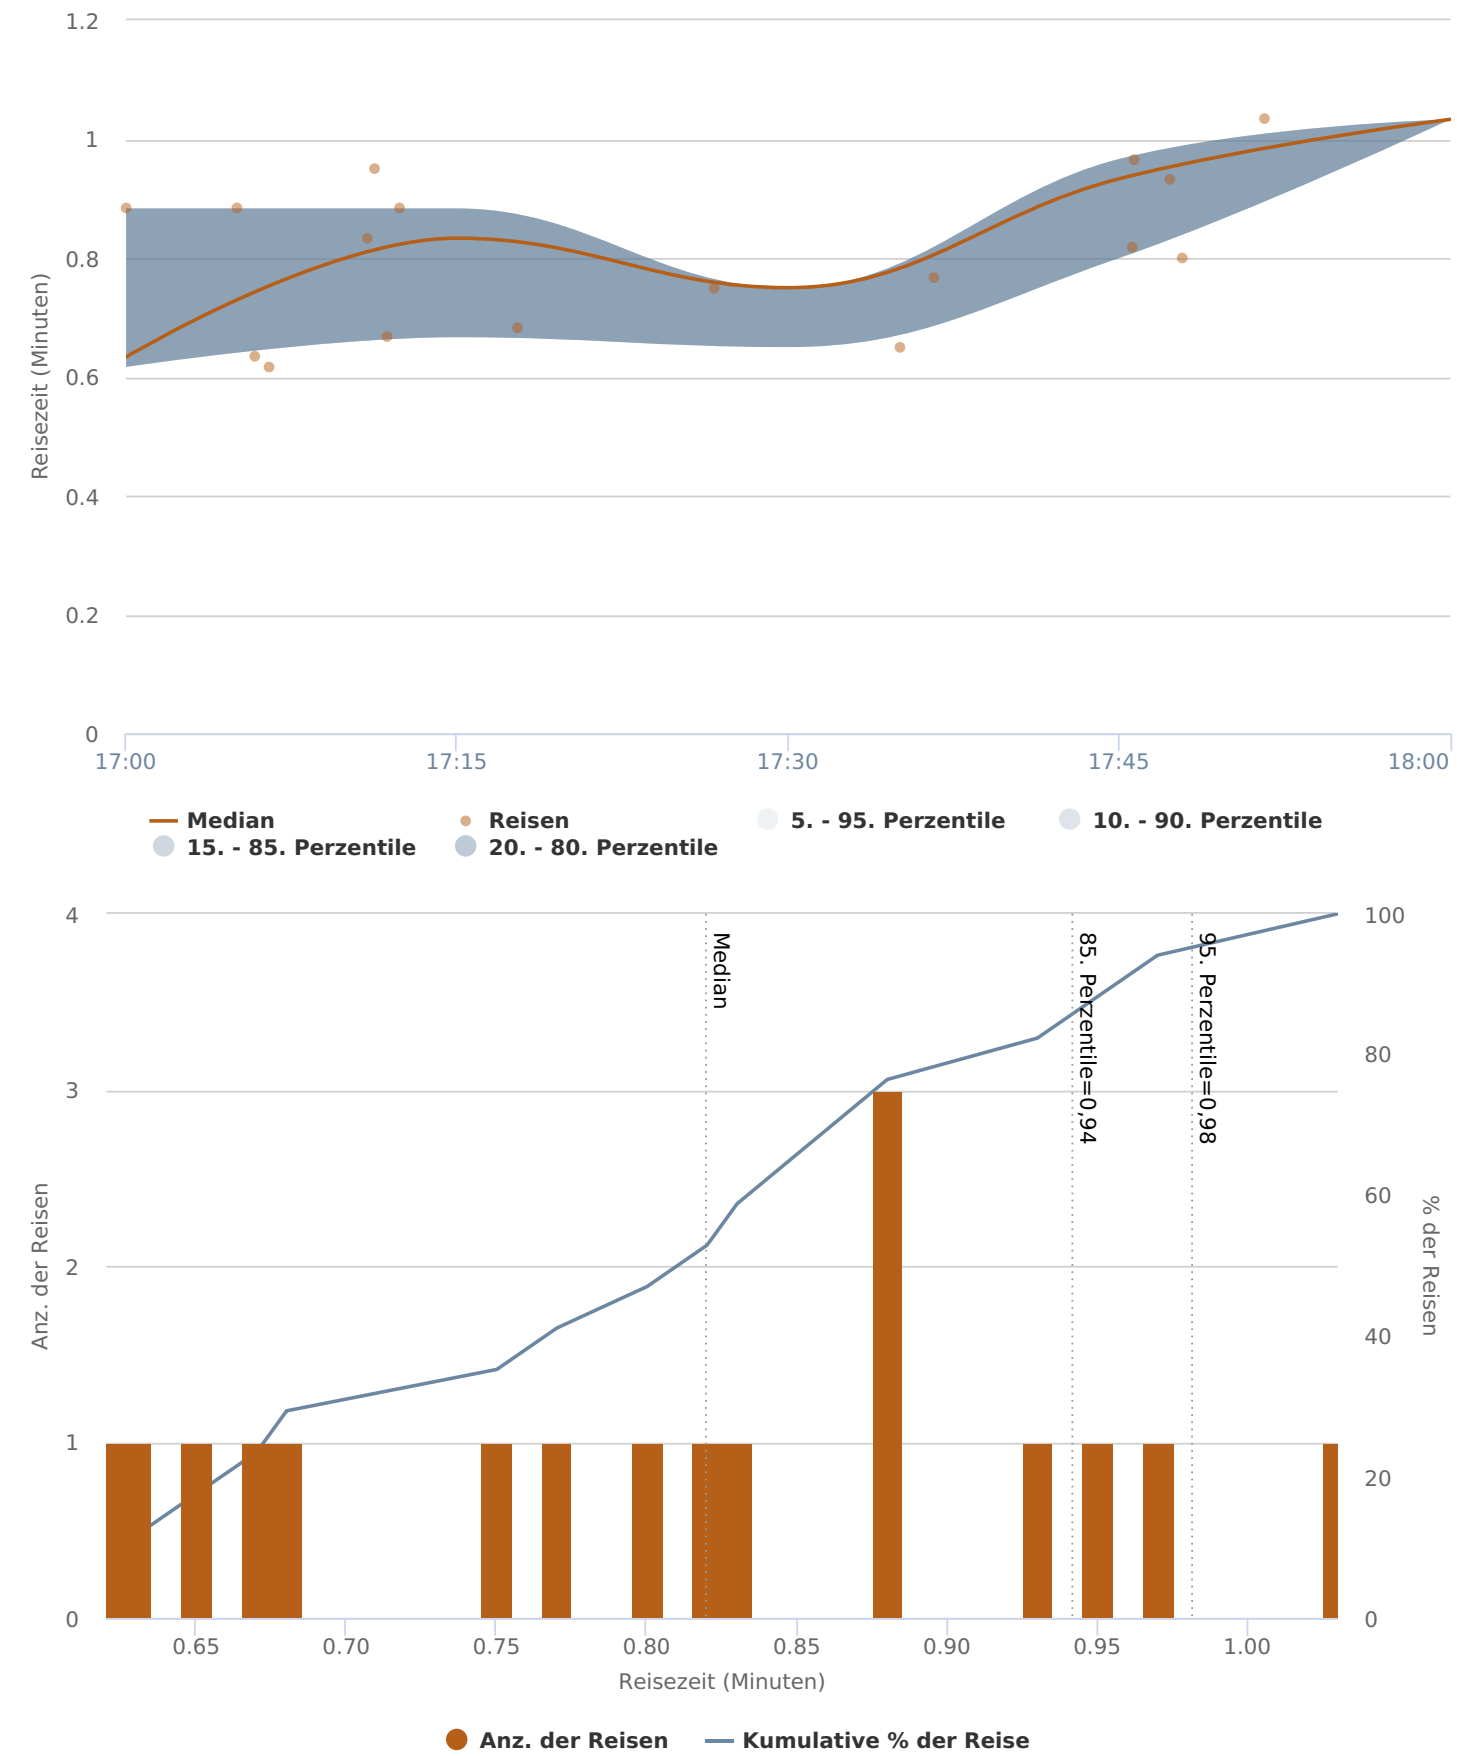 1.2
1
0.8
0.6
0.4
0.2
0
Reisezeit (Minuten)
17:00 17:15 17:30 17:45 18:00
Median Reisen 5. - 95. Perzentile 10. - 90. Perzentile
15. - 85. Perzentile 20. - 80. Perzentile
4
3
2
1
0
Anz. der Reisen
Median
85. Perzentile=0,94
95. Perzentile=0,98
100
80
60
40
20
0
% der Reisen
0.65 0.70 0.75 0.80 0.85 0.90 0.95 1.00
Reisezeit (Minuten)
Anz. der Reisen Kumulative % der Reise